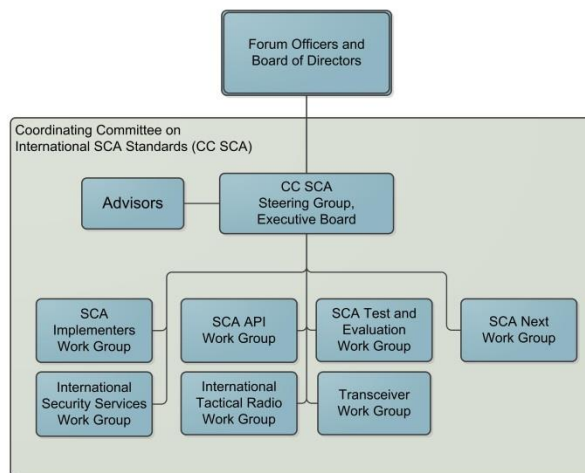 Forum Officers and
Board of Directors
Coordinating Committee on
International SCA Standards (CC SCA)
CC SCA
Steering Group,
Executive Board
Advisors
SCA
Implementers
Work Group
SCA API
Work Group
SCA Test and
Evaluation
Work Group
SCA Next
Work Group
International
Security Services
Work Group
International
Tactical Radio
Work Group
Transceiver
Work Group